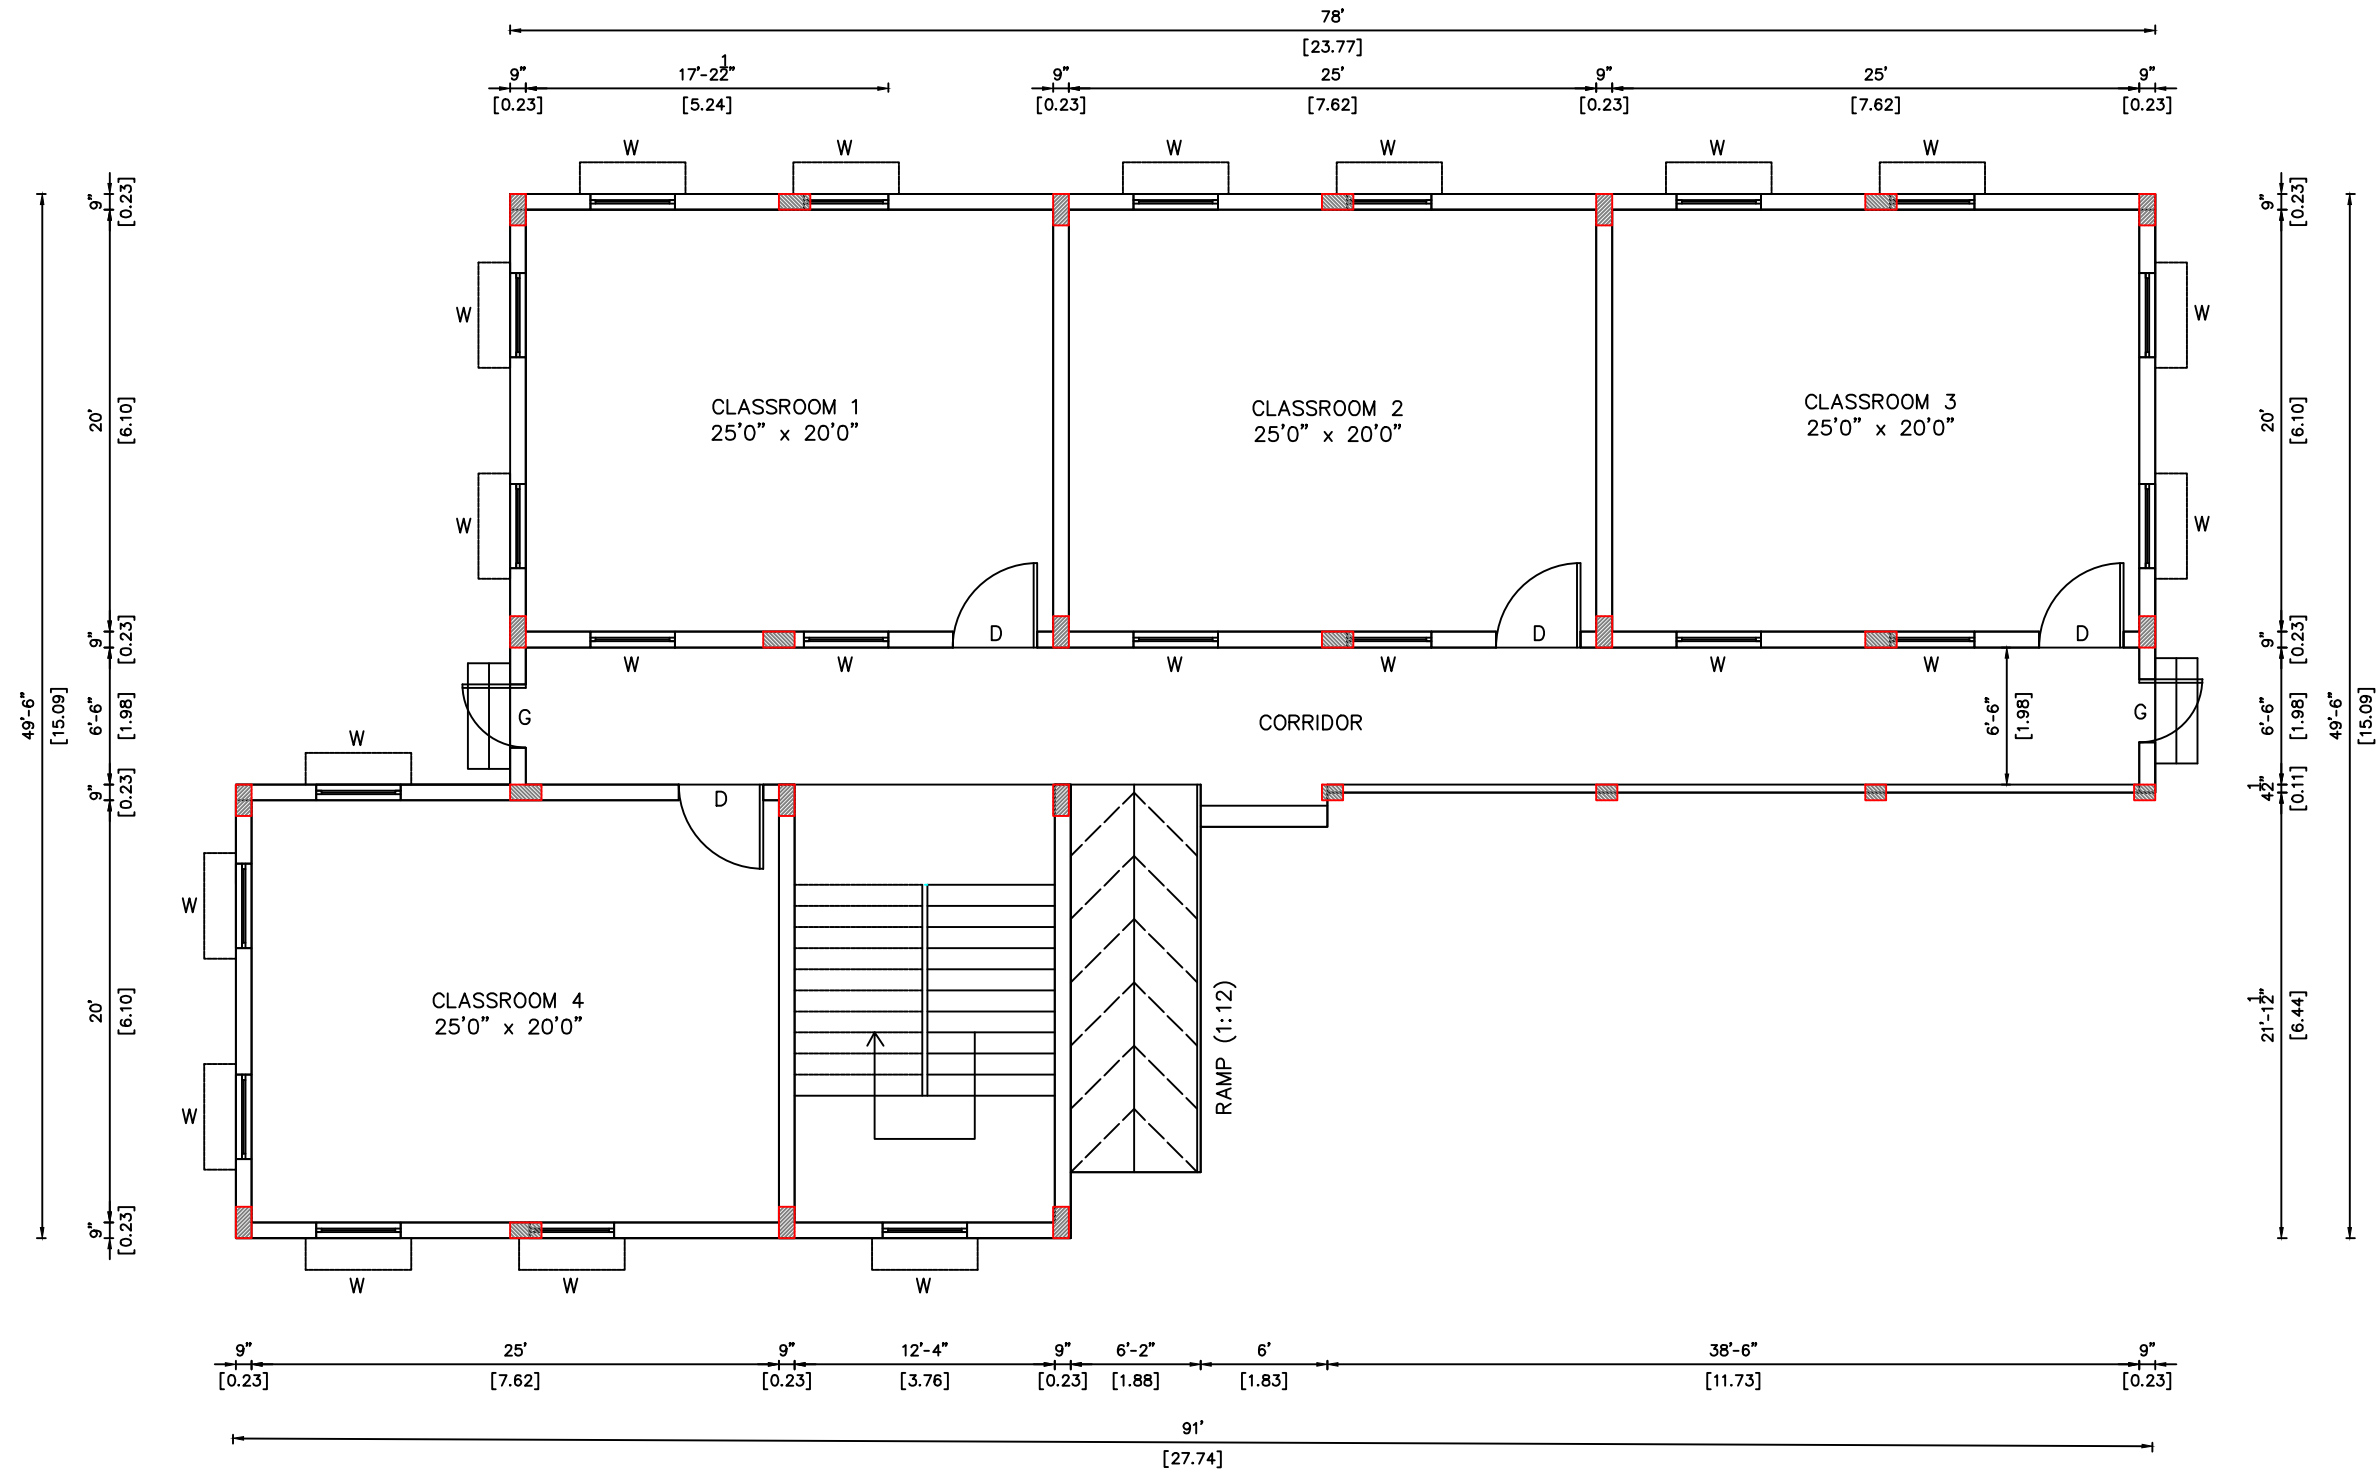 78'
[23.77]
9" 17'-2 1/2" 9" 25' 9" 25' 9"
[0.23] [5.24] [0.23] [7.62] [0.23] [7.62] [0.23]
W W W W W W
9" [0.23] 9" [0.23]
W W
20' [6.10] 20' [6.10]
CLASSROOM 1
25'0" x 20'0"
CLASSROOM 2
25'0" x 20'0"
CLASSROOM 3
25'0" x 20'0"
W W
D D D
9" [0.23] 9" [0.23]
W W W W W W
49'-6" [15.09] 6'-6" [1.98] G CORRIDOR 6'-6" [1.98] G 6'-6" [1.98] 49'-6" [15.09]
W
9" [0.23] D 4 1/2" [0.11]
W
CLASSROOM 4
25'0" x 20'0"
20' [6.10] RAMP (1:12) 21'-1 1/2" [6.44]
W
9" [0.23]
W W W
9" 25' 9" 12'-4" 9" 6'-2" 6' 38'-6" 9"
[0.23] [7.62] [0.23] [3.76] [0.23] [1.88] [1.83] [11.73] [0.23]
91'
[27.74]